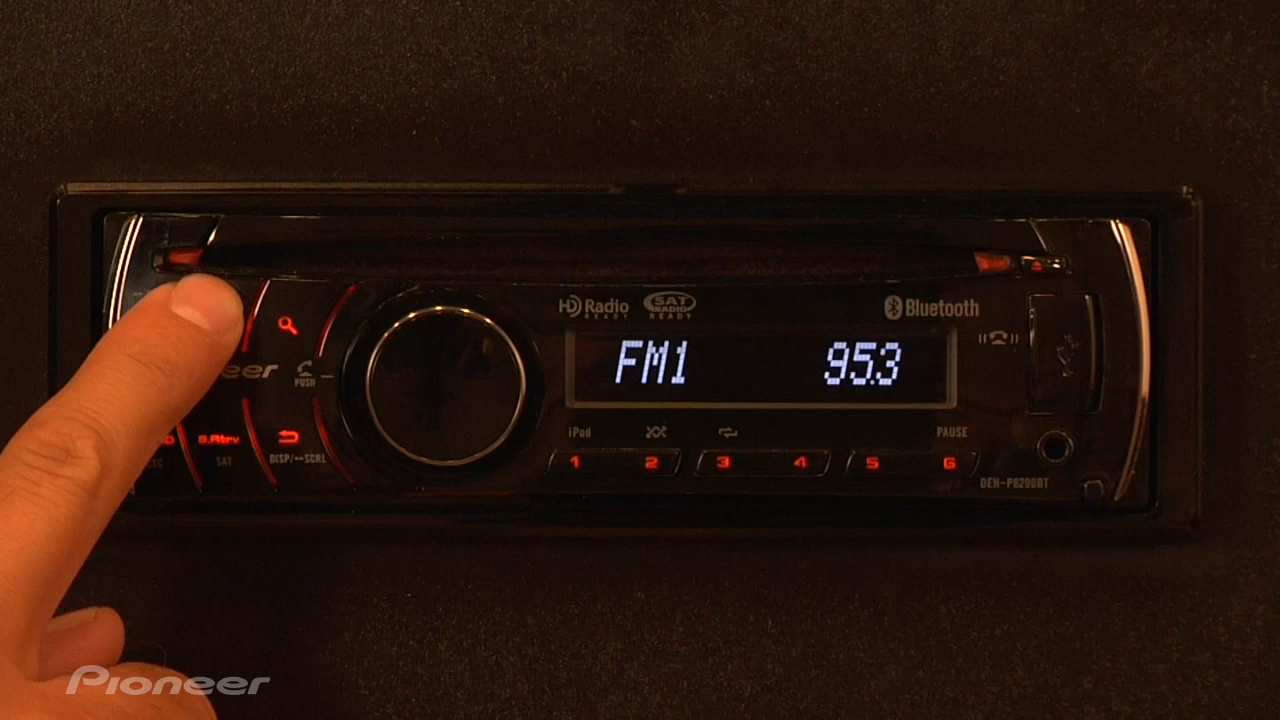 HD Radio
READY
SAT
RADIO
READY
Bluetooth
FM1 95.3
eer
PUSH
S.Rtrv
SAT
DISP/↔SCRL
iPod
PAUSE
1 2 3 4 5 6
DEH-P6200BT
Pioneer